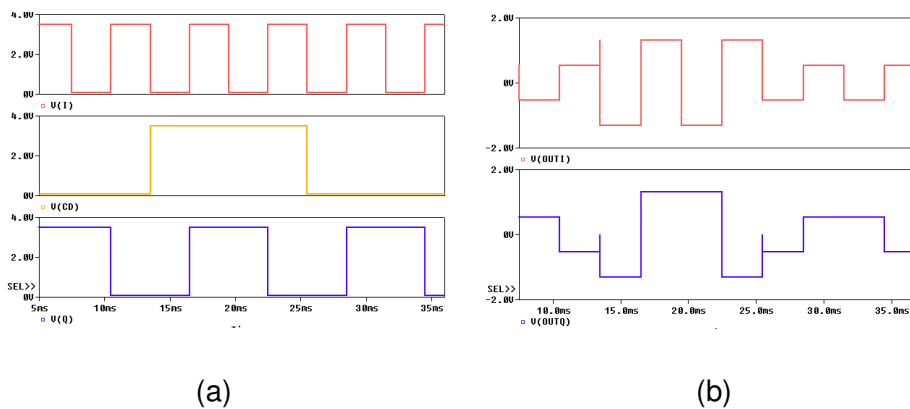 4.0V
2.0V
0V
V(I)
4.0V
2.0V
0V
V(CD)
4.0V
2.0V
SEL>>
0V
5ms 10ms 15ms 20ms 25ms 30ms 35ms
V(Q)
(a)
2.0V
0V
-2.0V
V(OUTI)
2.0V
0V
SEL>>
-2.0V
10.0ms 15.0ms 20.0ms 25.0ms 30.0ms 35.0ms
V(OUTQ)
(b)